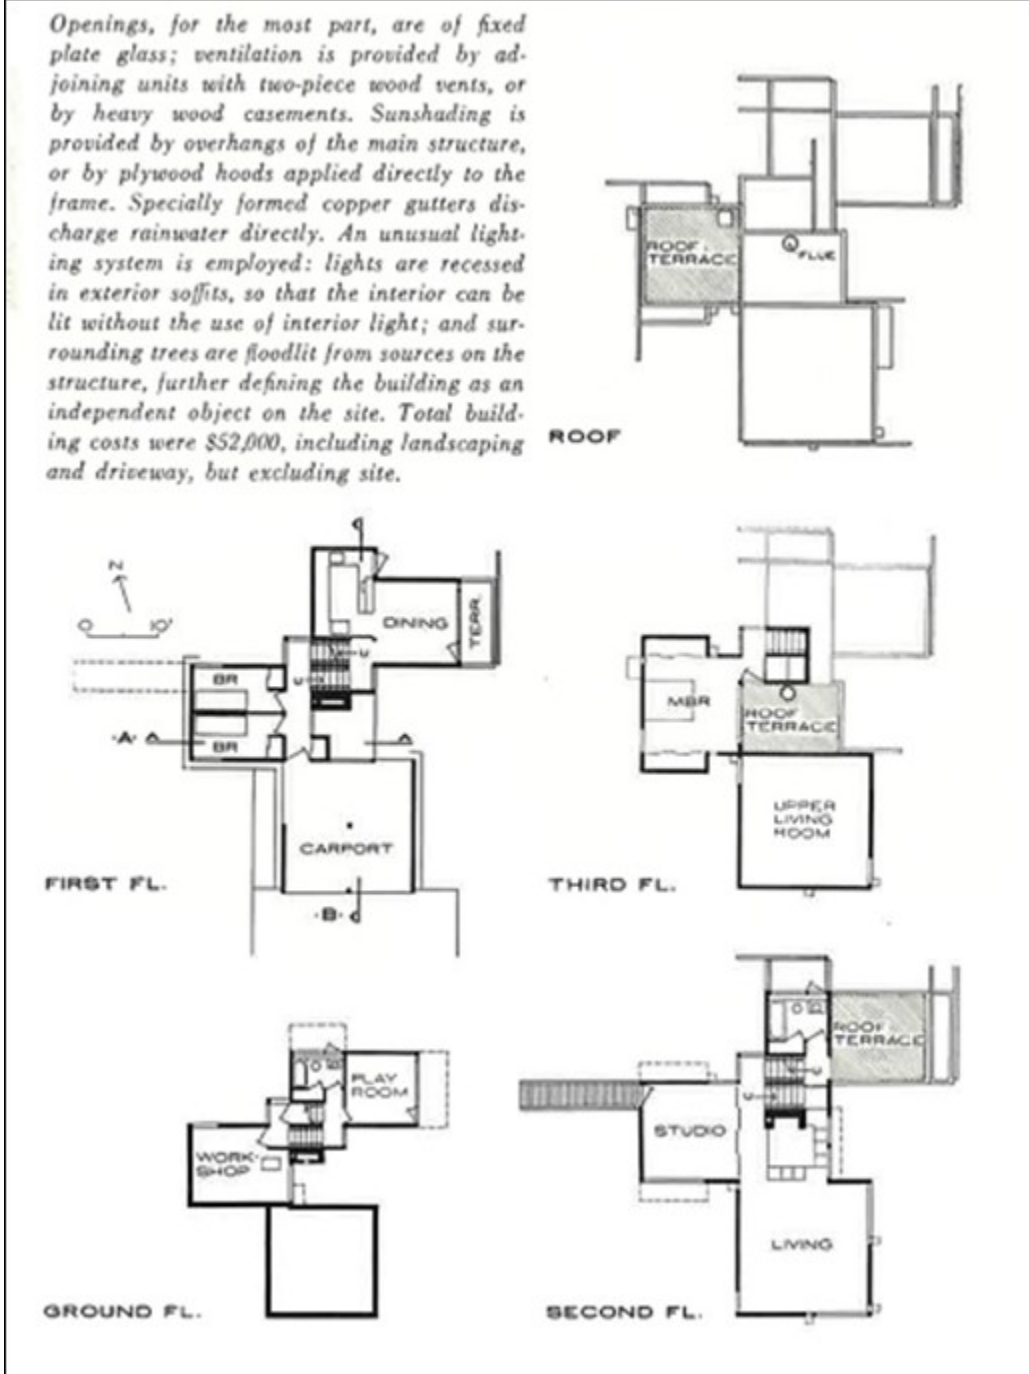 Openings, for the most part, are of fixed
plate glass; ventilation is provided by ad-
joining units with two-piece wood vents, or
by heavy wood casements. Sunshading is
provided by overhangs of the main structure,
or by plywood hoods applied directly to the
frame. Specially formed copper gutters dis-
charge rainwater directly. An unusual light-
ing system is employed: lights are recessed
in exterior soffits, so that the interior can be
lit without the use of interior light; and sur-
rounding trees are floodlit from sources on the
structure, further defining the building as an
independent object on the site. Total build-
ing costs were $52,000, including landscaping
and driveway, but excluding site.
ROOF
TERRACE
FLUE
ROOF
N
0 10'
DINING
TERR.
U
U
BR
BR
·A·
CARPORT
FIRST FL.
·B·
MBR
ROOF
TERRACE
UPPER
LIVING
ROOM
THIRD FL.
PLAY
ROOM
WORK-
SHOP
GROUND FL.
ROOF
TERRACE
U
U
STUDIO
LIVING
SECOND FL.